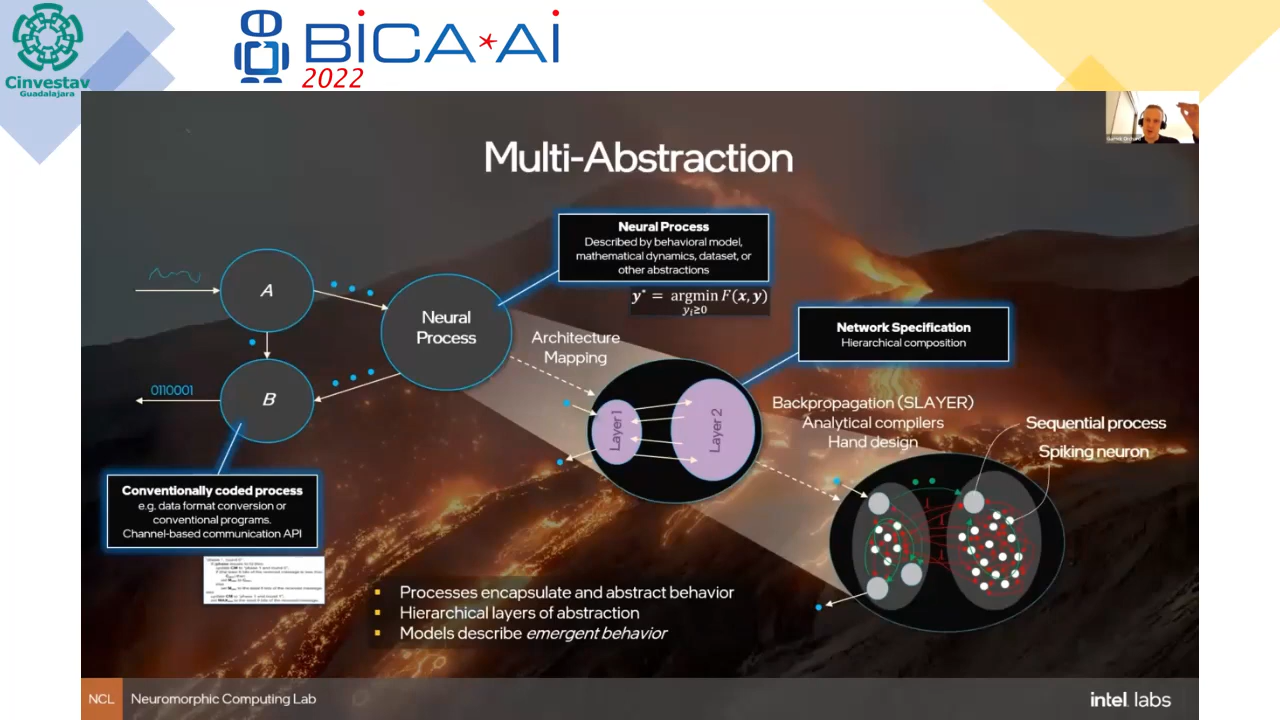 Cinvestav
Guadalajara
BiCA*Ai
2022
Multi-Abstraction
Neural Process
Described by behavioral model,
mathematical dynamics, dataset, or
other abstractions
y* = argmin F(x, y)
yᵢ≥0
A
Neural
Process
Architecture
Mapping
Network Specification
Hierarchical composition
0110001
B
Layer 1
Layer 2
Backpropagation (SLAYER)
Analytical compilers
Hand design
Sequential process
Spiking neuron
Conventionally coded process
e.g. data format conversion or
conventional programs.
Channel-based communication API
Processes encapsulate and abstract behavior
Hierarchical layers of abstraction
Models describe emergent behavior
NCL
Neuromorphic Computing Lab
intel labs